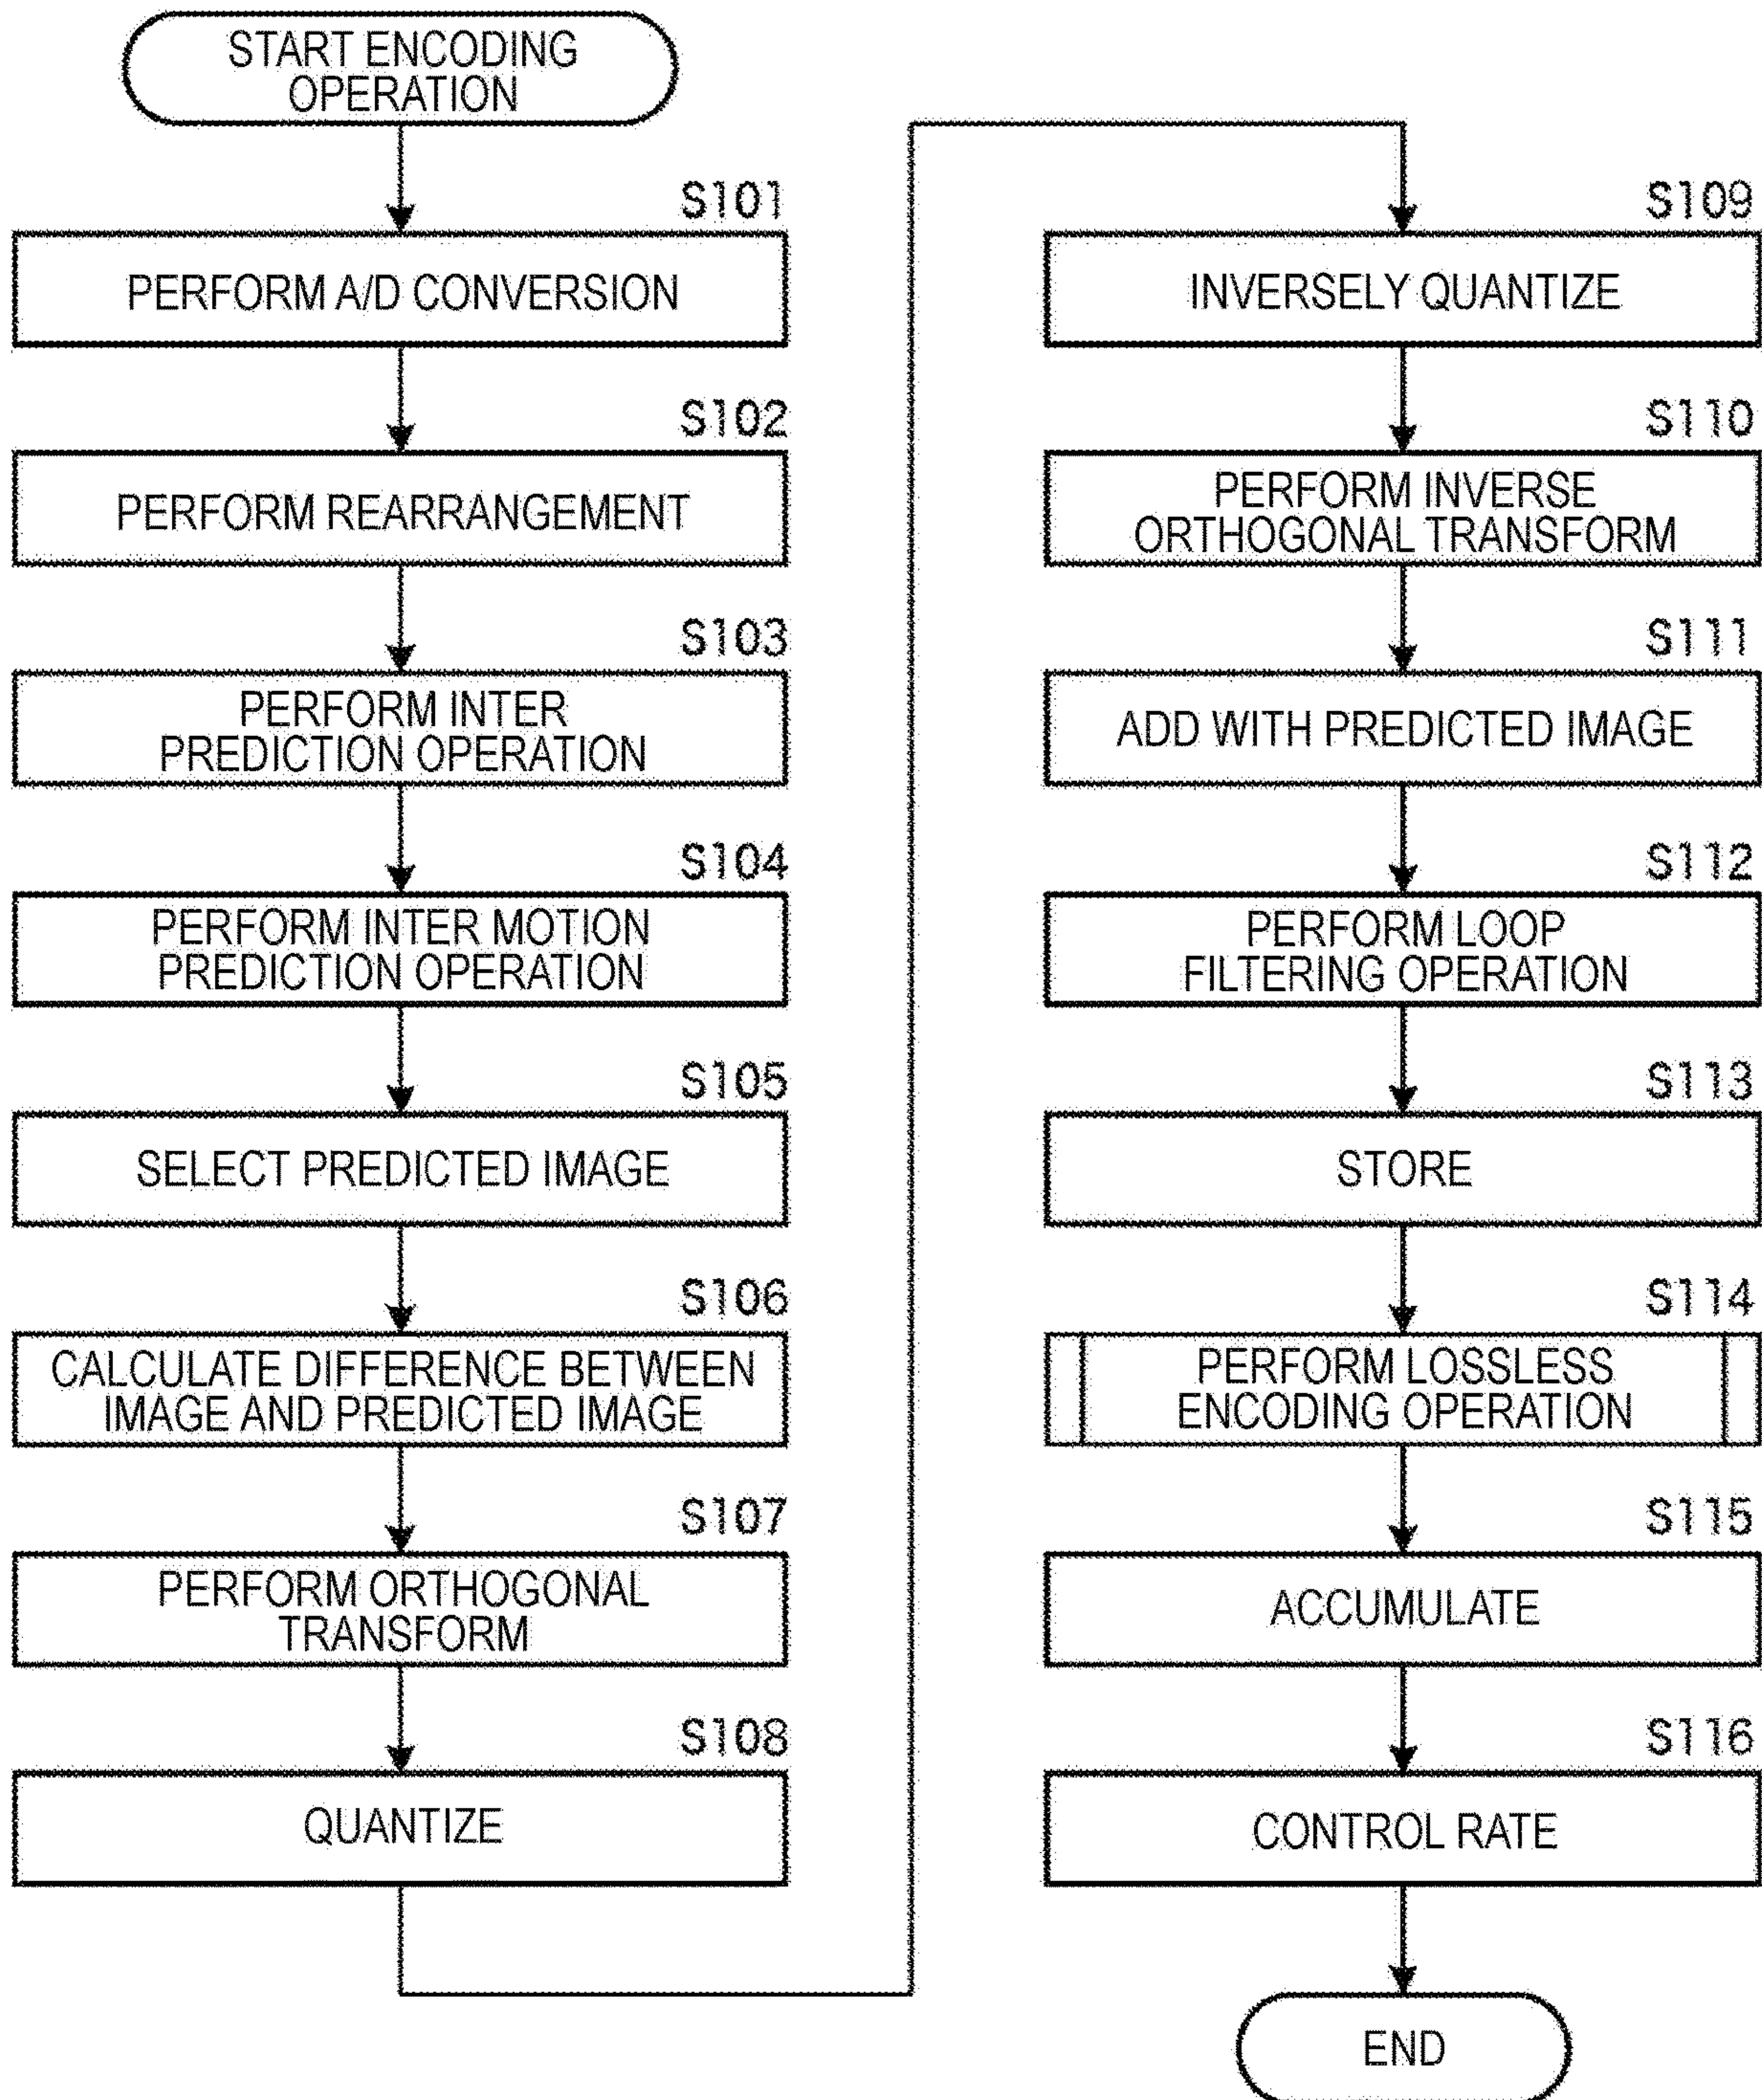 START ENCODING
OPERATION
S101
PERFORM A/D CONVERSION
S102
PERFORM REARRANGEMENT
S103
PERFORM INTER
PREDICTION OPERATION
S104
PERFORM INTER MOTION
PREDICTION OPERATION
S105
SELECT PREDICTED IMAGE
S106
CALCULATE DIFFERENCE BETWEEN
IMAGE AND PREDICTED IMAGE
S107
PERFORM ORTHOGONAL
TRANSFORM
S108
QUANTIZE
S109
INVERSELY QUANTIZE
S110
PERFORM INVERSE
ORTHOGONAL TRANSFORM
S111
ADD WITH PREDICTED IMAGE
S112
PERFORM LOOP
FILTERING OPERATION
S113
STORE
S114
PERFORM LOSSLESS
ENCODING OPERATION
S115
ACCUMULATE
S116
CONTROL RATE
END